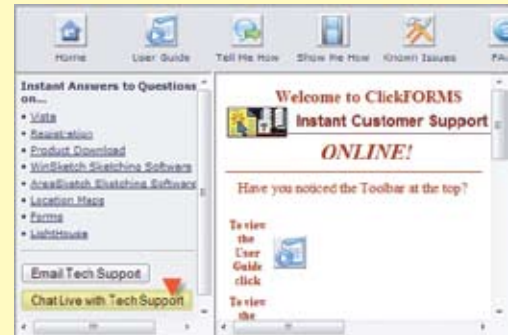 Home User Guide Tell Me How Show Me How Known Issues FA
Instant Answers to Questions
on...
• Vista
• Registration
• Product Download
• WinSketch Sketching Software
• AreaSketch Sketching Software
• Location Maps
• Forms
• LightHouse
Email Tech Support
Chat Live with Tech Support
Welcome to ClickFORMS
Instant Customer Support
ONLINE!
Have you noticed the Toolbar at the top?
To view
the
User
Guide
click
To view
the